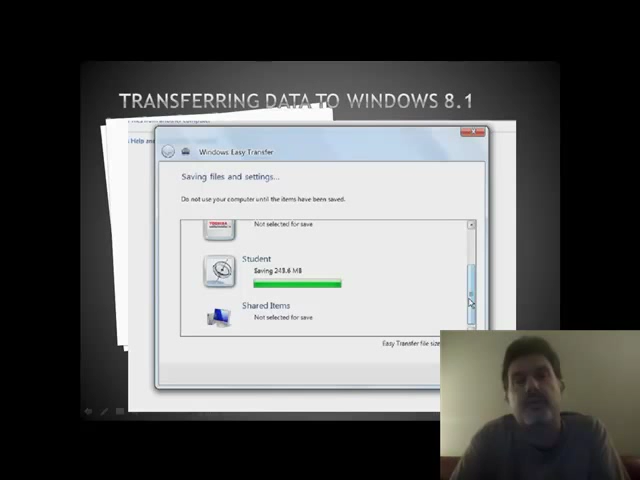 TRANSFERRING DATA TO WINDOWS 8.1
Windows Easy Transfer
Saving files and settings...
Do not use your computer until the items have been saved.
Not selected for save
Student
Saving 243.6 MB
Shared Items
Not selected for save
Easy Transfer file size